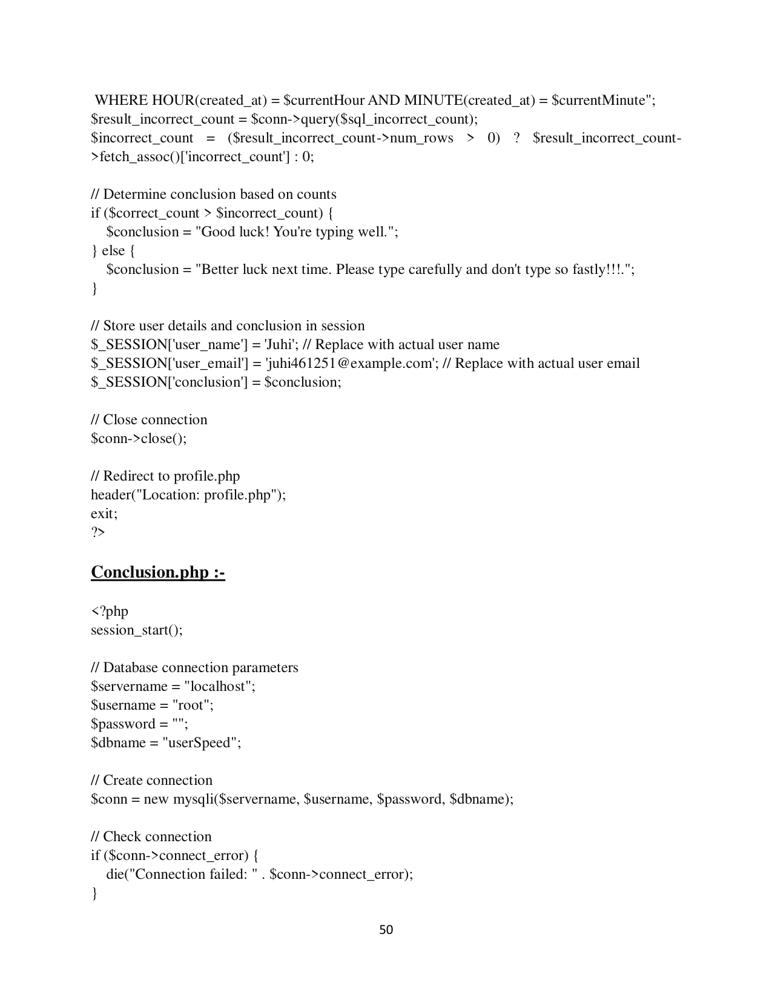 WHERE HOUR(created_at) = $currentHour AND MINUTE(created_at) = $currentMinute";
$result_incorrect_count = $conn->query($sql_incorrect_count);
$incorrect_count = ($result_incorrect_count->num_rows > 0) ? $result_incorrect_count-
>fetch_assoc()['incorrect_count'] : 0;

// Determine conclusion based on counts
if ($correct_count > $incorrect_count) {
    $conclusion = "Good luck! You're typing well.";
} else {
    $conclusion = "Better luck next time. Please type carefully and don't type so fastly!!!.";
}

// Store user details and conclusion in session
$_SESSION['user_name'] = 'Juhi'; // Replace with actual user name
$_SESSION['user_email'] = 'juhi461251@example.com'; // Replace with actual user email
$_SESSION['conclusion'] = $conclusion;

// Close connection
$conn->close();

// Redirect to profile.php
header("Location: profile.php");
exit;
?>

Conclusion.php :-

<?php
session_start();

// Database connection parameters
$servername = "localhost";
$username = "root";
$password = "";
$dbname = "userSpeed";

// Create connection
$conn = new mysqli($servername, $username, $password, $dbname);

// Check connection
if ($conn->connect_error) {
    die("Connection failed: " . $conn->connect_error);
}

50